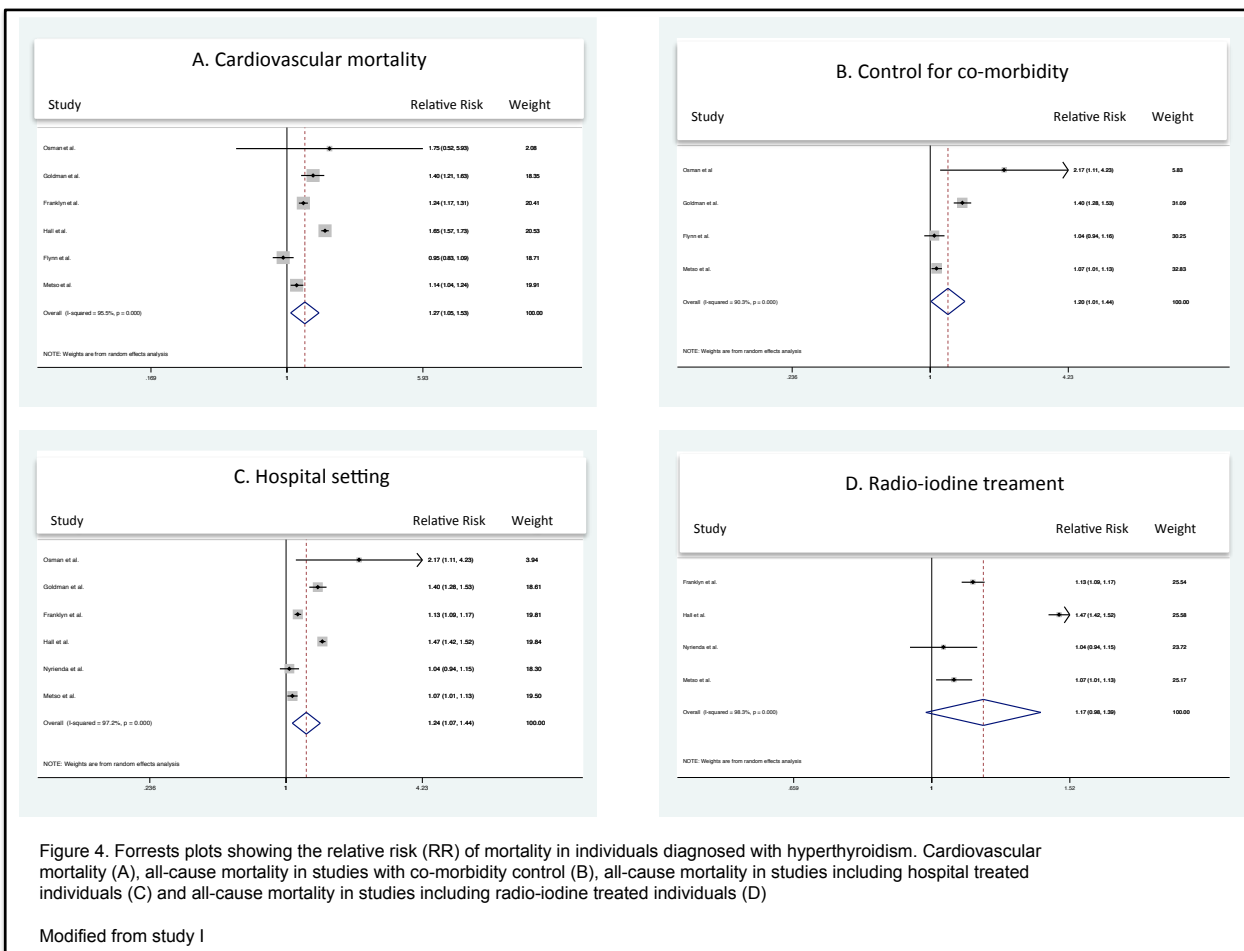 A. Cardiovascular mortality
Study Relative Risk Weight
Osman et al. 1.75 (0.52, 5.93) 2.08
Goldman et al. 1.40 (1.21, 1.63) 18.35
Franklyn et al. 1.24 (1.17, 1.31) 20.41
Hall et al. 1.65 (1.57, 1.73) 20.53
Flynn et al. 0.95 (0.83, 1.09) 18.71
Metso et al. 1.14 (1.04, 1.24) 19.91
Overall (I-squared = 95.5%, p = 0.000) 1.27 (1.05, 1.53) 100.00
NOTE: Weights are from random effects analysis
.169 1 5.93
B. Control for co-morbidity
Study Relative Risk Weight
Osman et al 2.17 (1.11, 4.23) 5.83
Goldman et al. 1.40 (1.28, 1.53) 31.09
Flynn et al. 1.04 (0.94, 1.16) 30.25
Metso et al. 1.07 (1.01, 1.13) 32.83
Overall (I-squared = 90.3%, p = 0.000) 1.20 (1.01, 1.44) 100.00
NOTE: Weights are from random effects analysis
.236 1 4.23
C. Hospital setting
Study Relative Risk Weight
Osman et al. 2.17 (1.11, 4.23) 3.94
Goldman et al. 1.40 (1.28, 1.53) 18.61
Franklyn et al. 1.13 (1.09, 1.17) 19.81
Hall et al. 1.47 (1.42, 1.52) 19.84
Nyrienda et al. 1.04 (0.94, 1.15) 18.30
Metso et al. 1.07 (1.01, 1.13) 19.50
Overall (I-squared = 97.2%, p = 0.000) 1.24 (1.07, 1.44) 100.00
NOTE: Weights are from random effects analysis
.236 1 4.23
D. Radio-iodine treament
Study Relative Risk Weight
Franklyn et al. 1.13 (1.09, 1.17) 25.54
Hall et al. 1.47 (1.42, 1.52) 25.58
Nyrienda et al. 1.04 (0.94, 1.15) 23.72
Metso et al. 1.07 (1.01, 1.13) 25.17
Overall (I-squared = 98.3%, p = 0.000) 1.17 (0.98, 1.39) 100.00
NOTE: Weights are from random effects analysis
.659 1 1.52
Figure 4. Forrests plots showing the relative risk (RR) of mortality in individuals diagnosed with hyperthyroidism. Cardiovascular
mortality (A), all-cause mortality in studies with co-morbidity control (B), all-cause mortality in studies including hospital treated
individuals (C) and all-cause mortality in studies including radio-iodine treated individuals (D)
Modified from study I